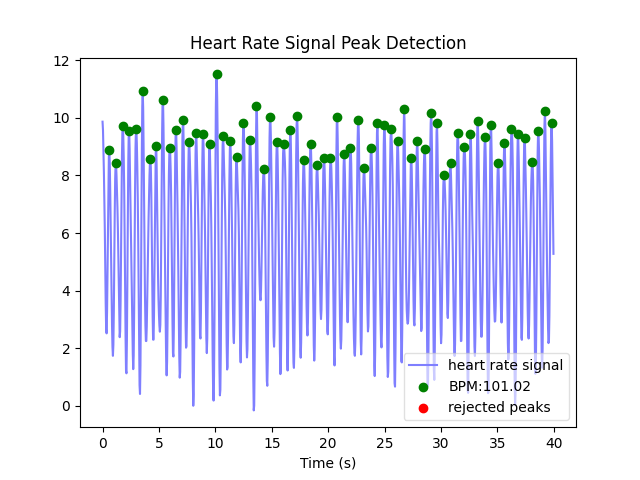 Heart Rate Signal Peak Detection
12
10
8
6
4
2
0
heart rate signal
BPM:101.02
rejected peaks
0 5 10 15 20 25 30 35 40
Time (s)